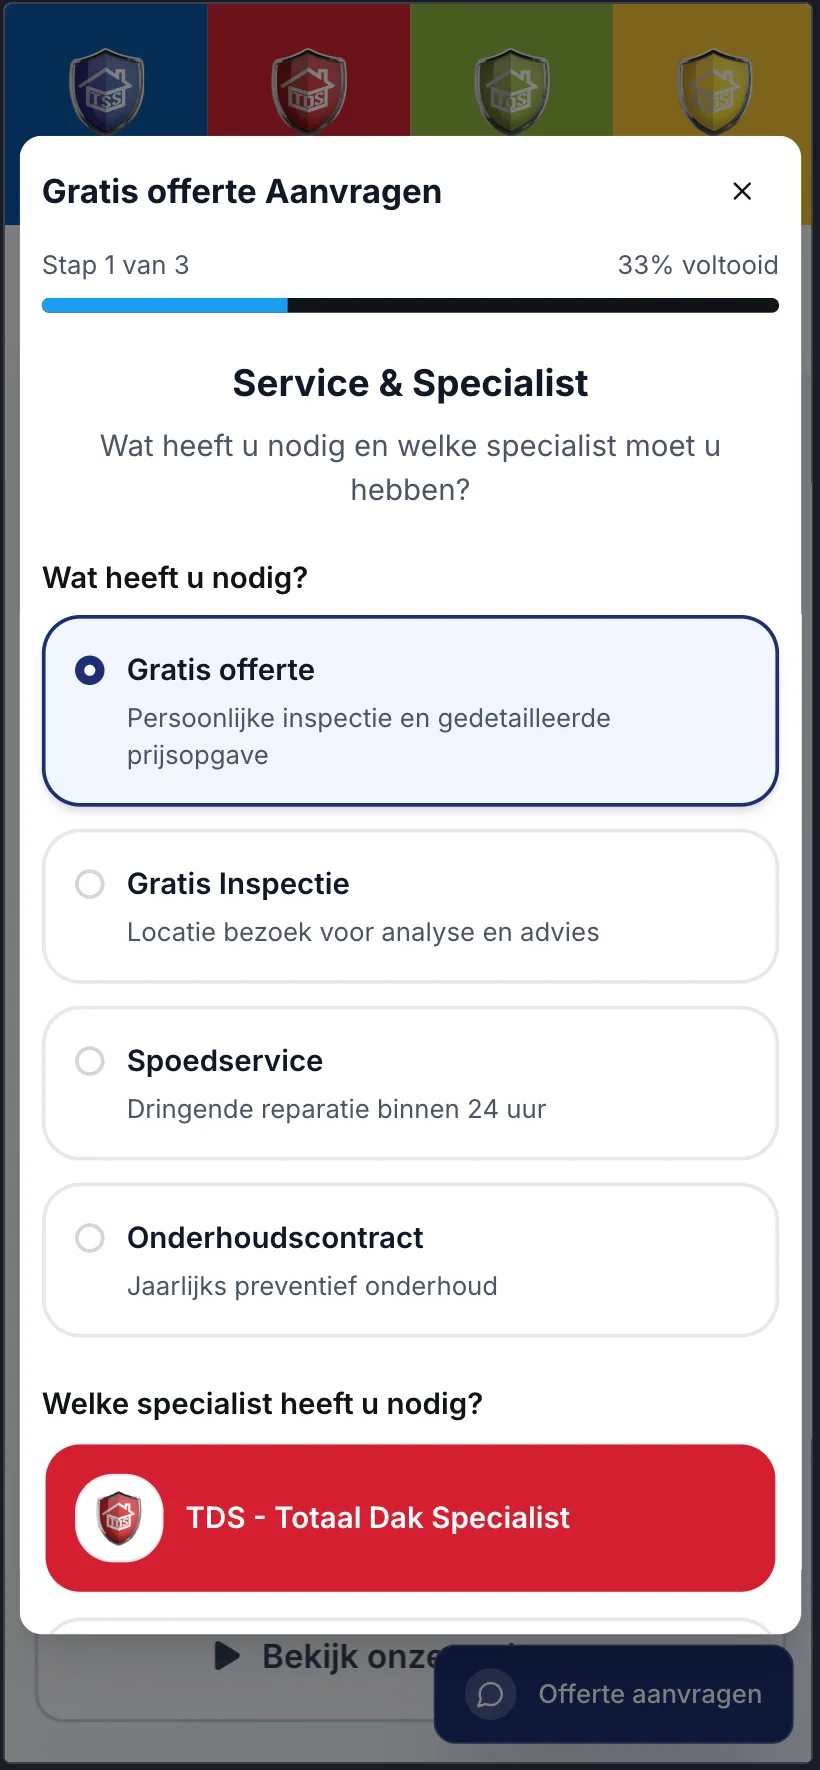 TSS
TDS
TDS
Gratis offerte Aanvragen
Stap 1 van 3
33% voltooid
Service & Specialist
Wat heeft u nodig en welke specialist moet u
hebben?
Wat heeft u nodig?
Gratis offerte
Persoonlijke inspectie en gedetailleerde
prijsopgave
Gratis Inspectie
Locatie bezoek voor analyse en advies
Spoedservice
Dringende reparatie binnen 24 uur
Onderhoudscontract
Jaarlijks preventief onderhoud
Welke specialist heeft u nodig?
TDS
TDS - Totaal Dak Specialist
Bekijk onze
Offerte aanvragen